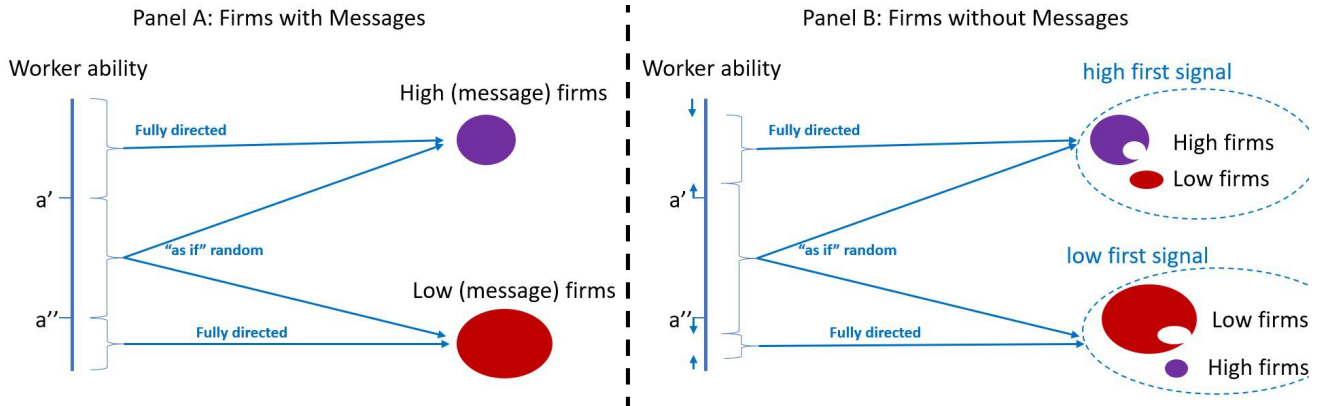 Panel A: Firms with Messages
Worker ability
High (message) firms
Fully directed
a'
"as if" random
Low (message) firms
a''
Fully directed
Panel B: Firms without Messages
Worker ability
high first signal
Fully directed
High firms
Low firms
a'
"as if" random
low first signal
a''
Fully directed
Low firms
High firms